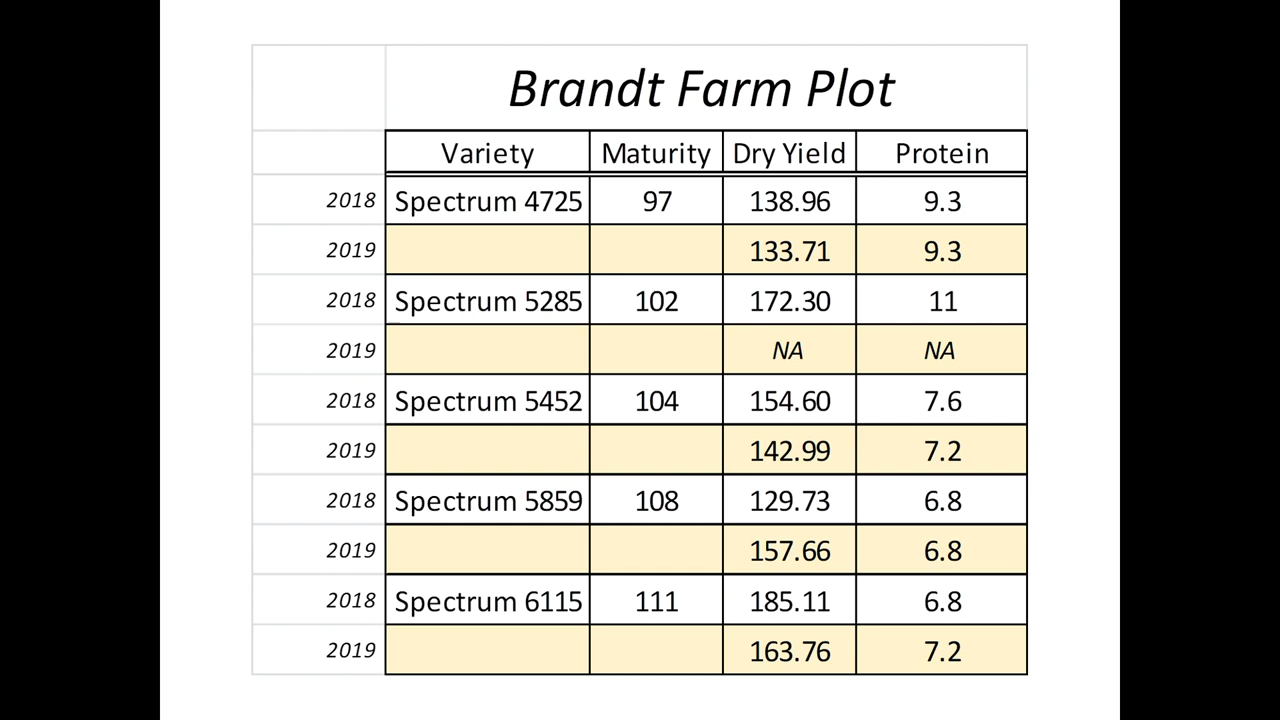 Brandt Farm Plot
Variety Maturity Dry Yield Protein
2018 Spectrum 4725 97 138.96 9.3
2019 133.71 9.3
2018 Spectrum 5285 102 172.30 11
2019 NA NA
2018 Spectrum 5452 104 154.60 7.6
2019 142.99 7.2
2018 Spectrum 5859 108 129.73 6.8
2019 157.66 6.8
2018 Spectrum 6115 111 185.11 6.8
2019 163.76 7.2